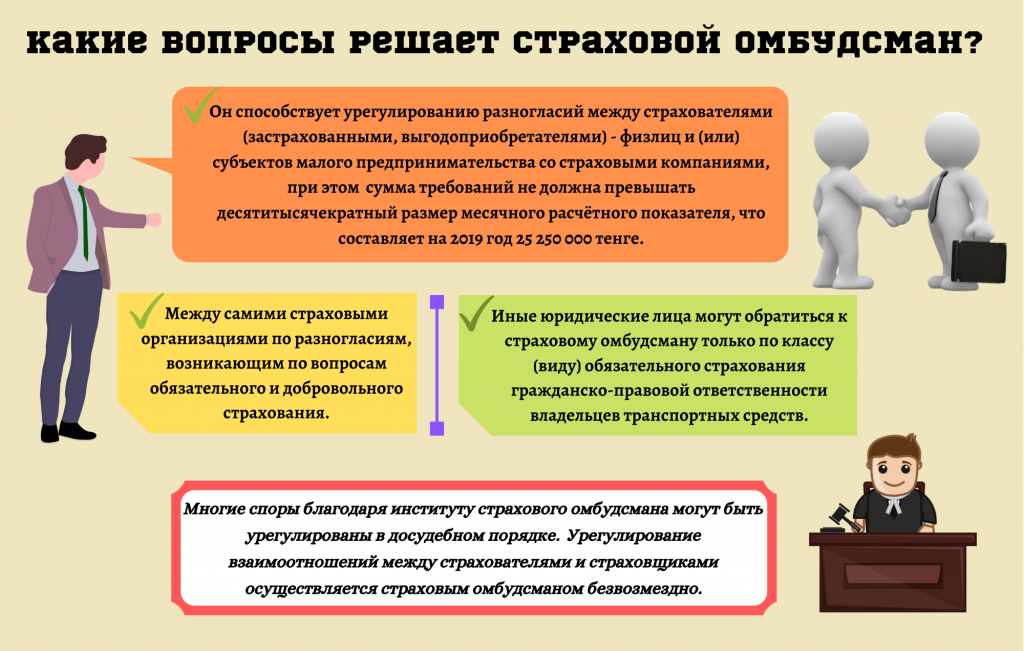 Какие вопросы решает страховой омбудсман?
Он способствует урегулированию разногласий между страхователями
(застрахованными, выгодоприобретателями) - физлиц и (или)
субъектов малого предпринимательства со страховыми компаниями,
при этом сумма требований не должна превышать
десятитысячекратный размер месячного расчётного показателя, что
составляет на 2019 год 25 250 000 тенге.
Между самими страховыми
организациями по разногласиям,
возникающим по вопросам
обязательного и добровольного
страхования.
Иные юридические лица могут обратиться к
страховому омбудсману только по классу
(виду) обязательного страхования
гражданско-правовой ответственности
владельцев транспортных средств.
Многие споры благодаря институту страхового омбудсмана могут быть
урегулированы в досудебном порядке. Урегулирование
взаимоотношений между страхователями и страховщиками
осуществляется страховым омбудсманом безвозмездно.